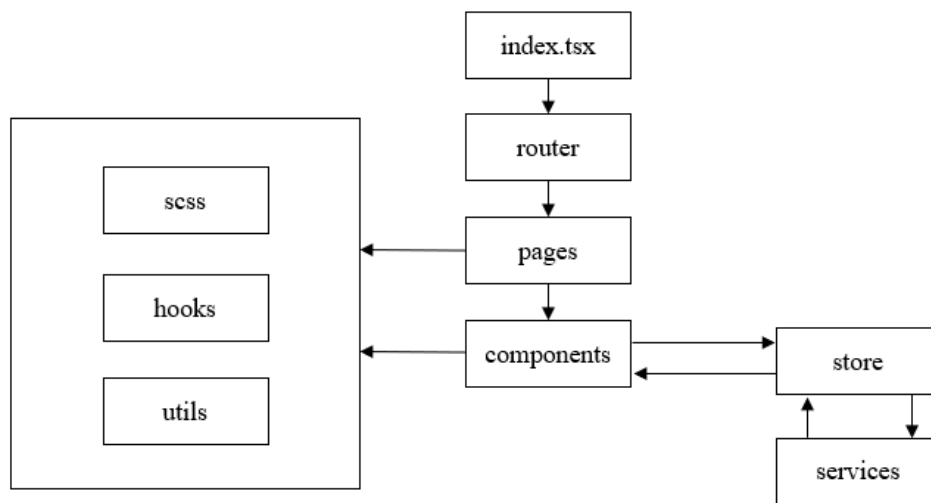 index.tsx
router
scss
pages
hooks
components
store
utils
services